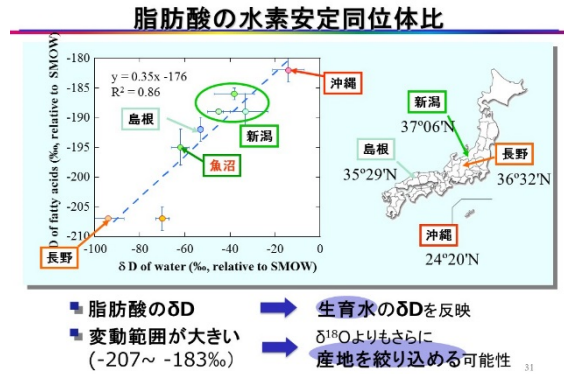 脂肪酸の水素安定同位体比
D of fatty acids (‰, relative to SMOW)
-180
-185
-190
-195
-200
-205
-210
y = 0.35x -176
R² = 0.86
沖縄
島根
新潟
魚沼
長野
-100
-80
-60
-40
-20
0
δ D of water (‰, relative to SMOW)
新潟
37°06'N
島根
35°29'N
長野
36°32'N
沖縄
24°20'N
脂肪酸のδD
生育水のδDを反映
変動範囲が大きい
(-207~ -183‰)
δ¹⁸Oよりもさらに
産地を絞り込める可能性
31